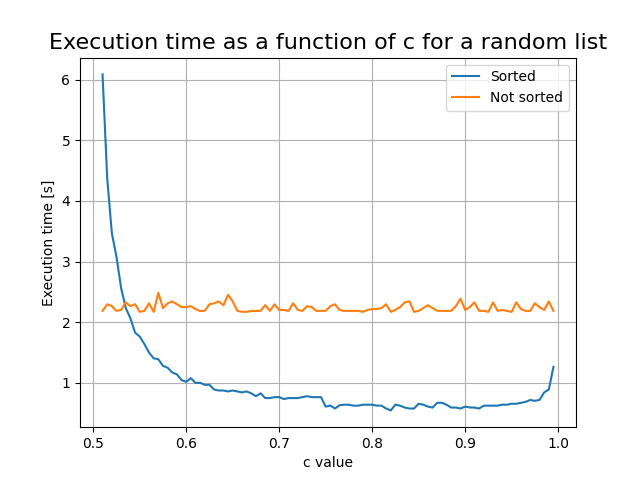 Execution time as a function of c for a random list
Sorted
Not sorted
6
5
4
3
2
1
Execution time [s]
0.5 0.6 0.7 0.8 0.9 1.0
c value